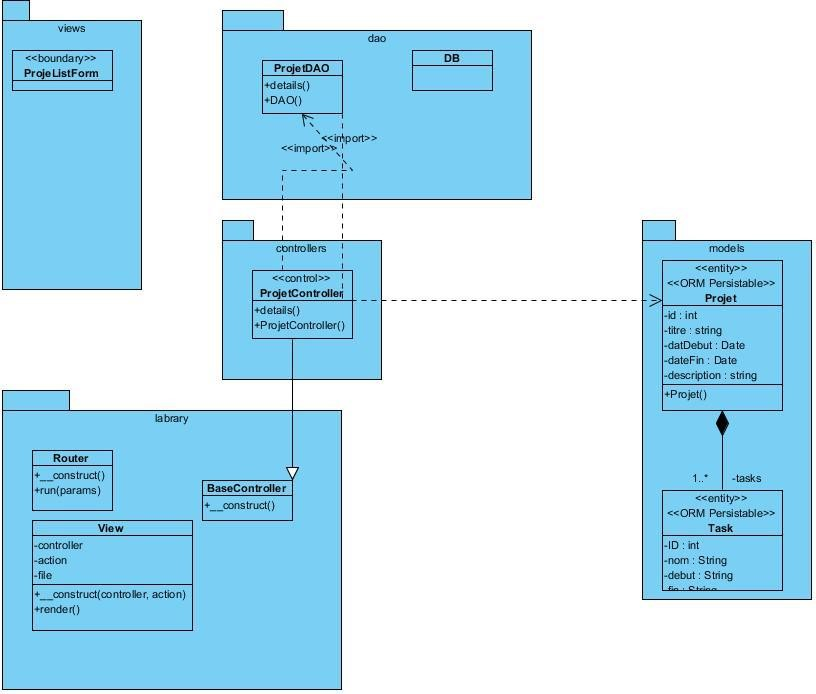 views
<<boundary>>
ProjeListForm
dao
ProjetDAO
+details()
+DAO()
DB
<<import>>
<<import>>
controllers
<<control>>
ProjetController
+details()
+ProjetController()
models
<<entity>>
<<ORM Persistable>>
Projet
-id : int
-titre : string
-datDebut : Date
-dateFin : Date
-description : string
+Projet()
1..*
-tasks
<<entity>>
<<ORM Persistable>>
Task
-ID : int
-nom : String
-debut : String
-fin : String
labrary
Router
+__construct()
+run(params)
BaseController
+__construct()
View
-controller
-action
-file
+__construct(controller, action)
+render()